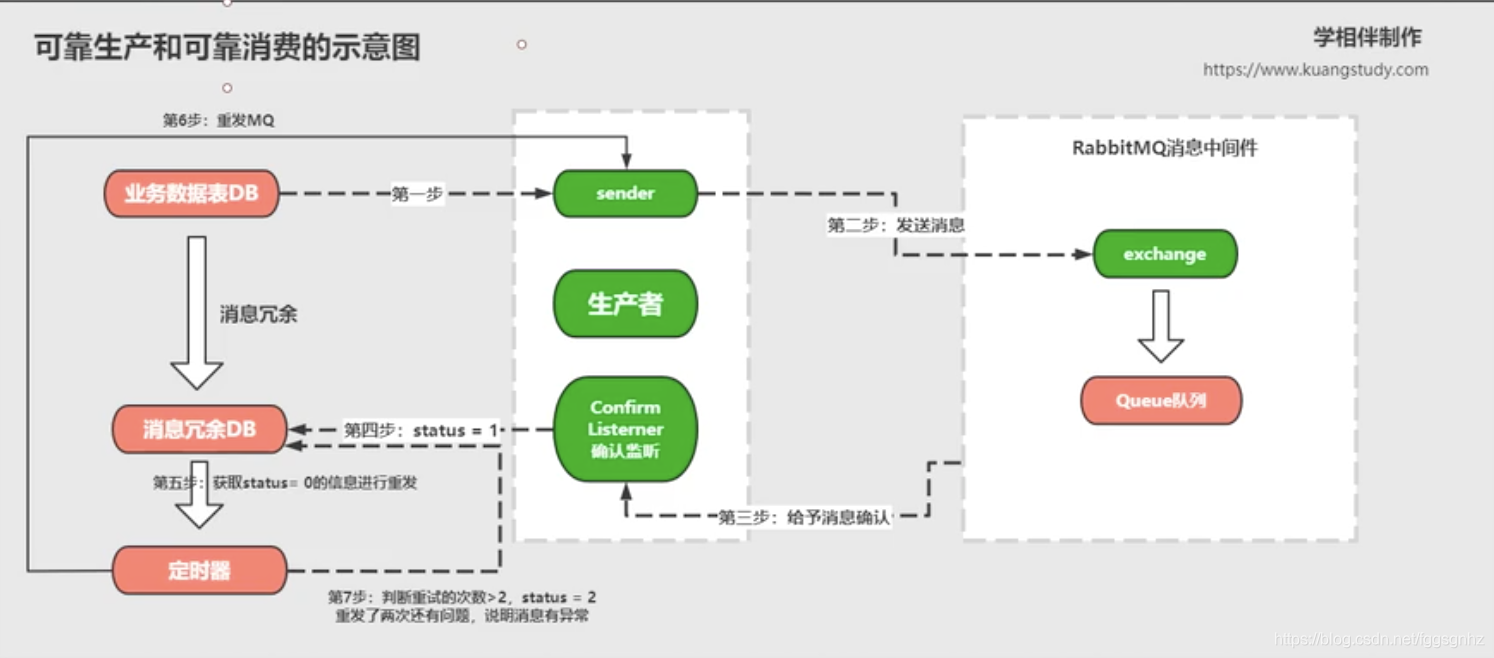 可靠生产和可靠消费的示意图
学相伴制作
https://www.kuangstudy.com
第6步：重发MQ
RabbitMQ消息中间件
业务数据表DB
第一步
sender
第二步：发送消息
exchange
消息冗余
生产者
Queue队列
Confirm
Listerner
确认监听
消息冗余DB
第四步：status = 1
第五步：获取status= 0的信息进行重发
第三步：给予消息确认
定时器
第7步：判断重试的次数>2，status = 2
重发了两次还有问题，说明消息有异常
https://blog.csdn.net/lggsgnhz